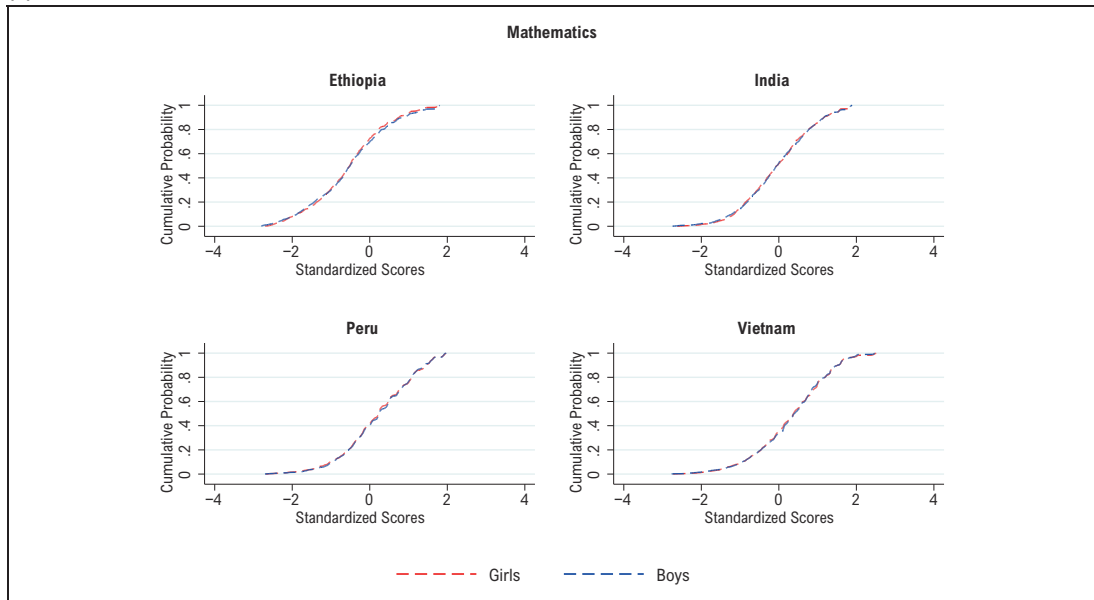 Mathematics
Ethiopia
India
Cumulative Probability
0 .2 .4 .6 .8 1
−4 −2 0 2 4
Standardized Scores
Cumulative Probability
0 .2 .4 .6 .8 1
−4 −2 0 2 4
Standardized Scores
Peru
Vietnam
Cumulative Probability
0 .2 .4 .6 .8 1
−4 −2 0 2 4
Standardized Scores
Cumulative Probability
0 .2 .4 .6 .8 1
−4 −2 0 2 4
Standardized Scores
Girls Boys